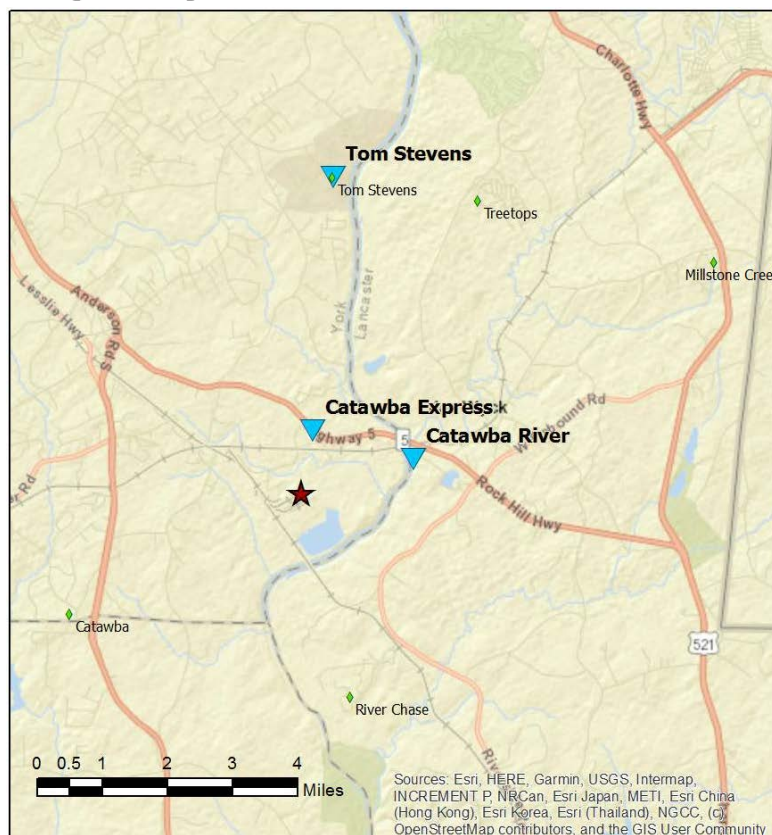 Charlotte Hwy
Tom Stevens
Tom Stevens
Treetops
Millstone Cree
Lesslie Hwy
Anderson Rd S
York
Lancaster
Catawba Express
Highway 5
5
Catawba River
Rock Hill Hwy
Catawba
521
River Chase
0 0.5 1 2 3 4
Miles
Sources: Esri, HERE, Garmin, USGS, Intermap,
INCREMENT P, NRCan, Esri Japan, METI, Esri China
(Hong Kong), Esri Korea, Esri (Thailand), NGCC, (c)
OpenStreetMap contributors, and the GIS User Community